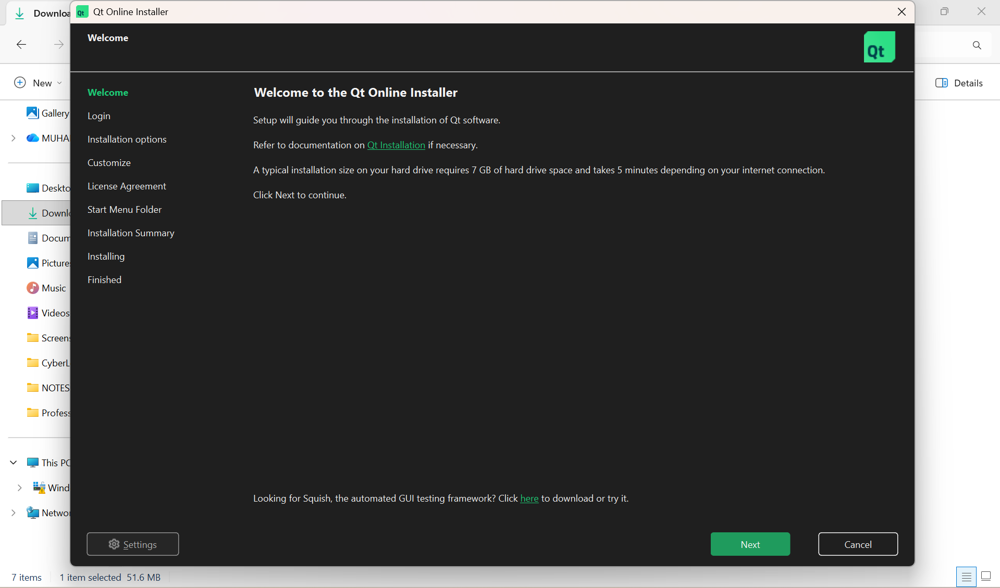 Downloa
Qt Qt Online Installer
Welcome
Qt
New
Details
Gallery
MUHA
Deskto
Downlo
Docum
Pictures
Music
Videos
Screens
CyberL
NOTES
Profess
This PC
Wind
Networ
Welcome
Login
Installation options
Customize
License Agreement
Start Menu Folder
Installation Summary
Installing
Finished
Welcome to the Qt Online Installer
Setup will guide you through the installation of Qt software.
Refer to documentation on Qt Installation if necessary.
A typical installation size on your hard drive requires 7 GB of hard drive space and takes 5 minutes depending on your internet connection.
Click Next to continue.
Looking for Squish, the automated GUI testing framework? Click here to download or try it.
Settings
Next
Cancel
7 items
1 item selected 51.6 MB